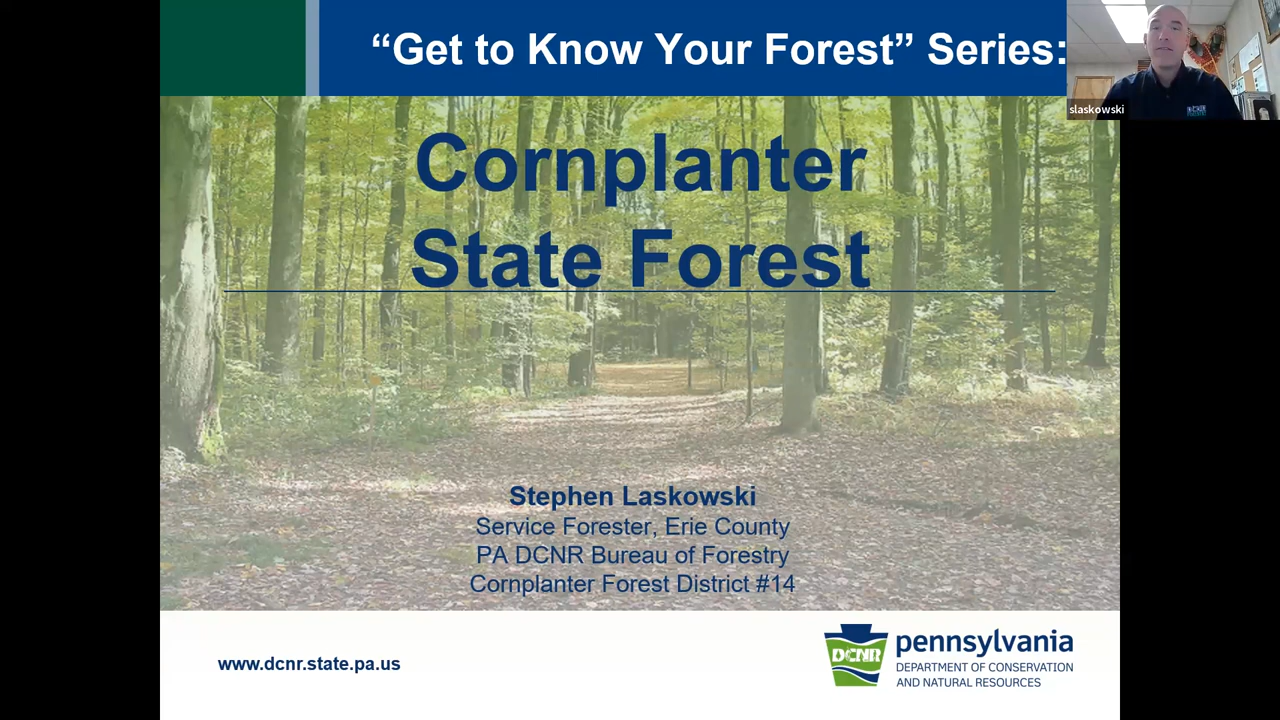 “Get to Know Your Forest” Series:
slaskowski
Cornplanter
State Forest
Stephen Laskowski
Service Forester, Erie County
PA DCNR Bureau of Forestry
Cornplanter Forest District #14
www.dcnr.state.pa.us
DCNR
pennsylvania
DEPARTMENT OF CONSERVATION
AND NATURAL RESOURCES